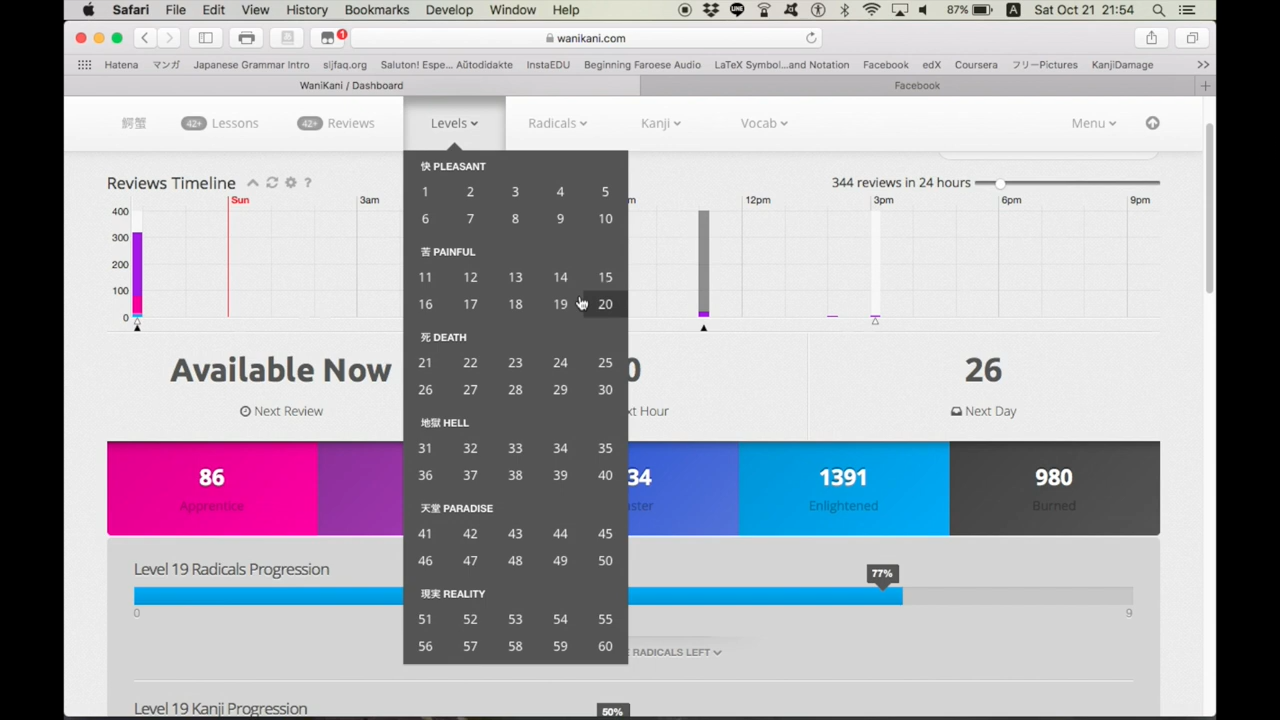 Safari File Edit View History Bookmarks Develop Window Help 87% A Sat Oct 21 21:54
1 wanikani.com
Hatena マンガ Japanese Grammar Intro sljfaq.org Saluton! Espe... Aŭtodidakte InstaEDU Beginning Faroese Audio LaTeX Symbol...and Notation Facebook edX Coursera フリーPictures KanjiDamage
WaniKani / Dashboard Facebook
鰐蟹 42+ Lessons 42+ Reviews Levels Radicals Kanji Vocab Menu
快 PLEASANT
1 2 3 4 5
6 7 8 9 10
苦 PAINFUL
11 12 13 14 15
16 17 18 19 20
死 DEATH
21 22 23 24 25
26 27 28 29 30
地獄 HELL
31 32 33 34 35
36 37 38 39 40
天堂 PARADISE
41 42 43 44 45
46 47 48 49 50
現実 REALITY
51 52 53 54 55
56 57 58 59 60
Reviews Timeline ? 344 reviews in 24 hours
Sun 3am 12pm 3pm 6pm 9pm
400
300
200
100
0
Available Now 0 26
Next Review xt Hour Next Day
86 34 1391 980
Apprentice ster Enlightened Burned
Level 19 Radicals Progression
77%
0 9
RADICALS LEFT
Level 19 Kanji Progression
50%